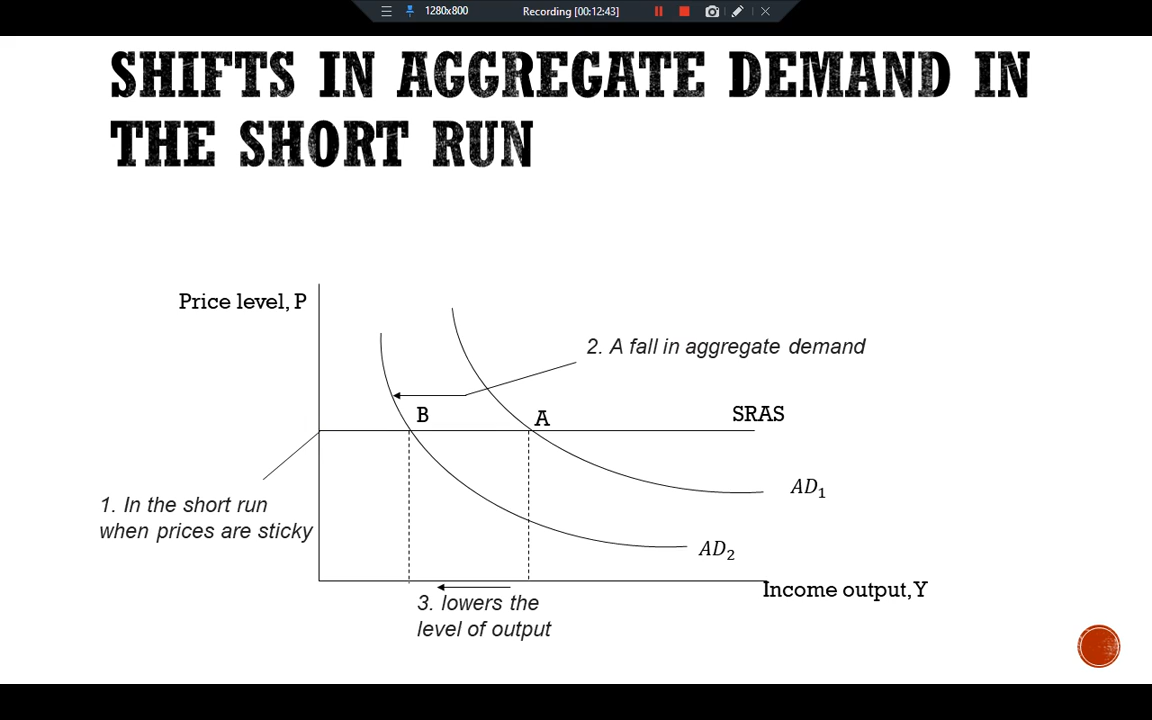 1280x800
Recording [00:12:43]
SHIFTS IN AGGREGATE DEMAND IN
THE SHORT RUN
Price level, P
2. A fall in aggregate demand
B
A
SRAS
1. In the short run
when prices are sticky
AD₁
AD₂
Income output, Y
3. lowers the
level of output